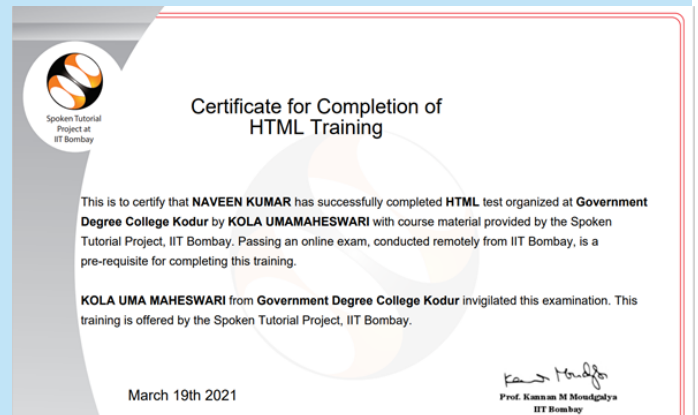 Spoken Tutorial
Project at
IIT Bombay
Certificate for Completion of
HTML Training
This is to certify that NAVEEN KUMAR has successfully completed HTML test organized at Government
Degree College Kodur by KOLA UMAMAHESWARI with course material provided by the Spoken
Tutorial Project, IIT Bombay. Passing an online exam, conducted remotely from IIT Bombay, is a
pre-requisite for completing this training.
KOLA UMA MAHESWARI from Government Degree College Kodur invigilated this examination. This
training is offered by the Spoken Tutorial Project, IIT Bombay.
March 19th 2021
Prof. Kannan M Moudgalya
IIT Bombay